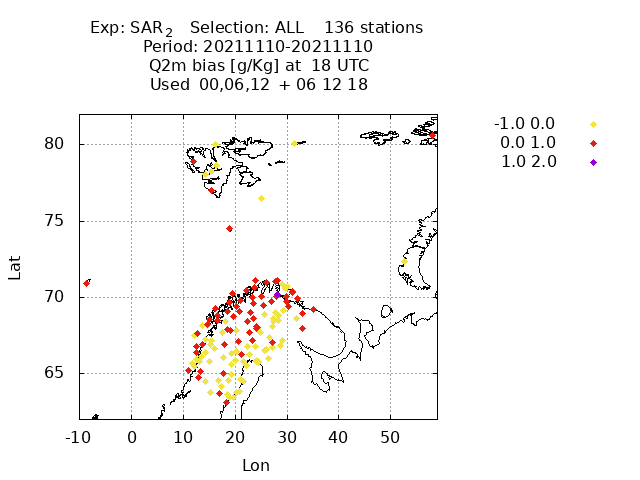 Exp: SAR2 Selection: ALL 136 stations
Period: 20211110-20211110
Q2m bias [g/Kg] at 18 UTC
Used 00,06,12 + 06 12 18
-1.0 0.0
0.0 1.0
1.0 2.0
80
75
70
65
Lat
-10 0 10 20 30 40 50
Lon